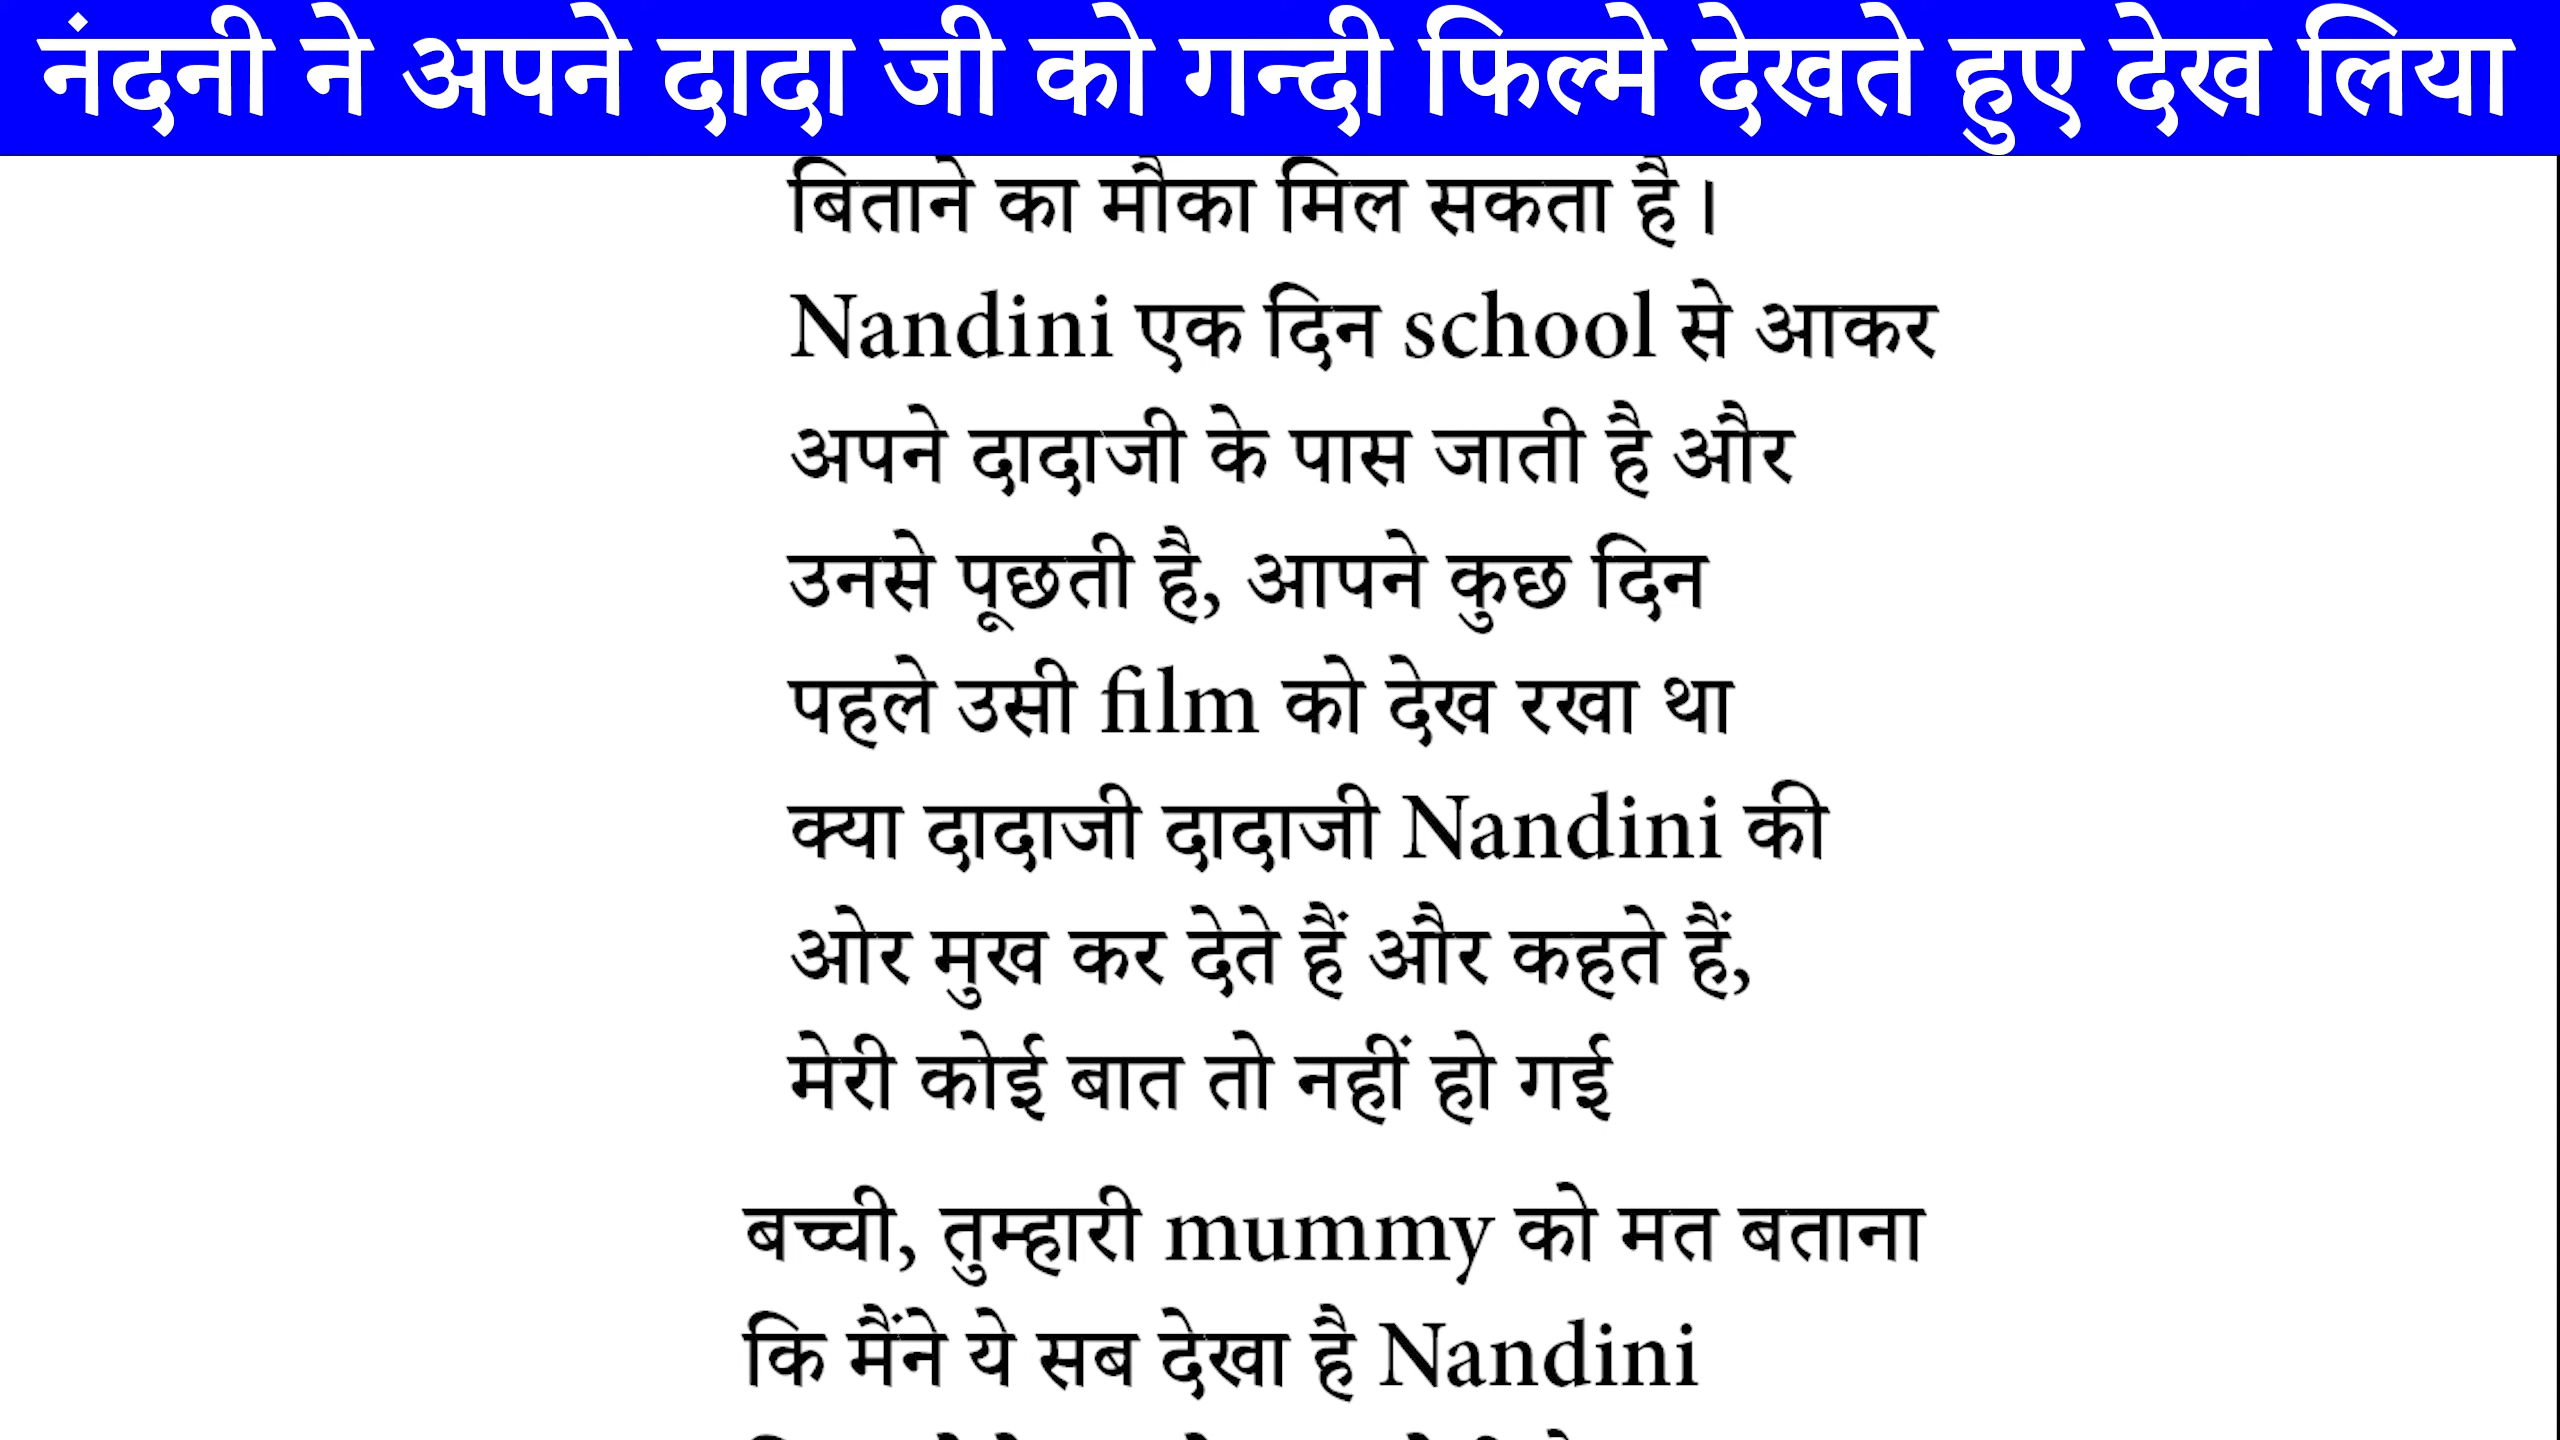 नंदनी ने अपने दादा जी को गन्दी फिल्मे देखते हुए देख लिया
बिताने का मौका मिल सकता है।
Nandini एक दिन school से आकर
अपने दादाजी के पास जाती है और
उनसे पूछती है, आपने कुछ दिन
पहले उसी film को देख रखा था
क्या दादाजी दादाजी Nandini की
ओर मुख कर देते हैं और कहते हैं,
मेरी कोई बात तो नहीं हो गई
बच्ची, तुम्हारी mummy को मत बताना
कि मैंने ये सब देखा है Nandini